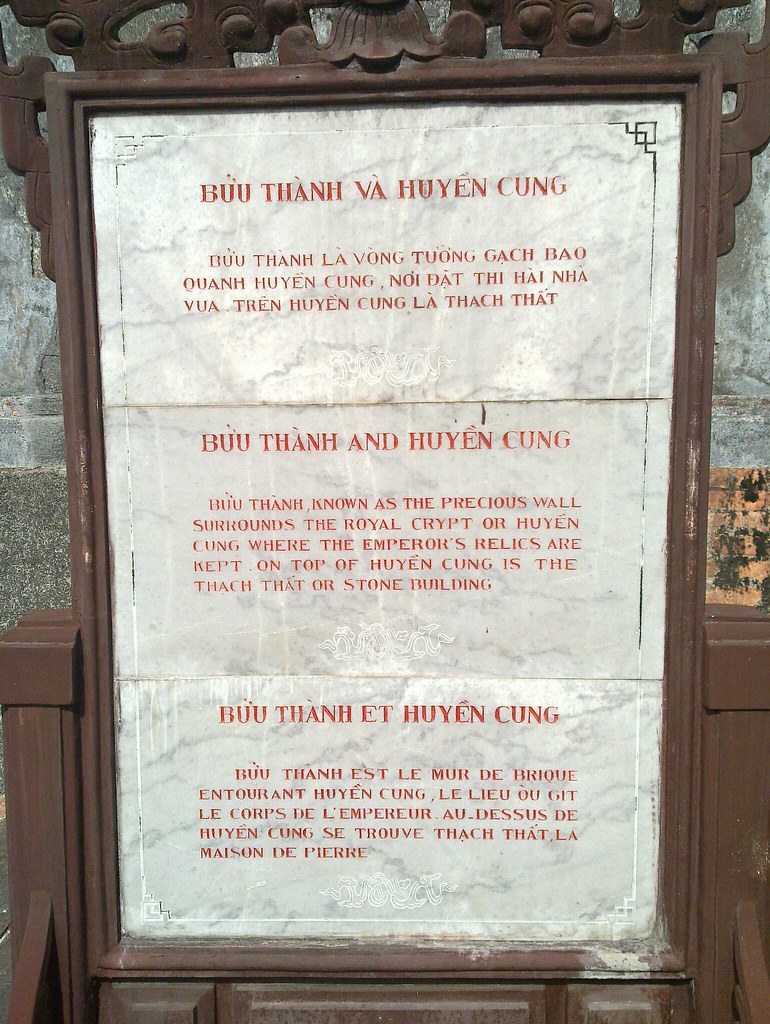 BỬU THÀNH VÀ HUYỀN CUNG
BỬU THÀNH LÀ VÒNG TƯỜNG GẠCH BAO
QUANH HUYỀN CUNG , NƠI ĐẶT THI HÀI NHÀ
VUA . TRÊN HUYỀN CUNG LÀ THẠCH THẤT
BỬU THÀNH AND HUYỀN CUNG
BỬU THÀNH ,KNOWN AS THE PRECIOUS WALL
SURROUNDS THE ROYAL CRYPT OR HUYỀN
CUNG WHERE THE EMPEROR'S RELICS ARE
KEPT . ON TOP OF HUYỀN CUNG IS THE
THẠCH THẤT OR STONE BUILDING
BỬU THÀNH ET HUYỀN CUNG
BỬU THÀNH EST LE MUR DE BRIQUE
ENTOURANT HUYỀN CUNG , LE LIEU ÒU GIT
LE CORPS DE L'EMPEREUR . AU-DESSUS DE
HUYỀN CUNG SE TROUVE THẠCH THẤT, LA
MAISON DE PIERRE